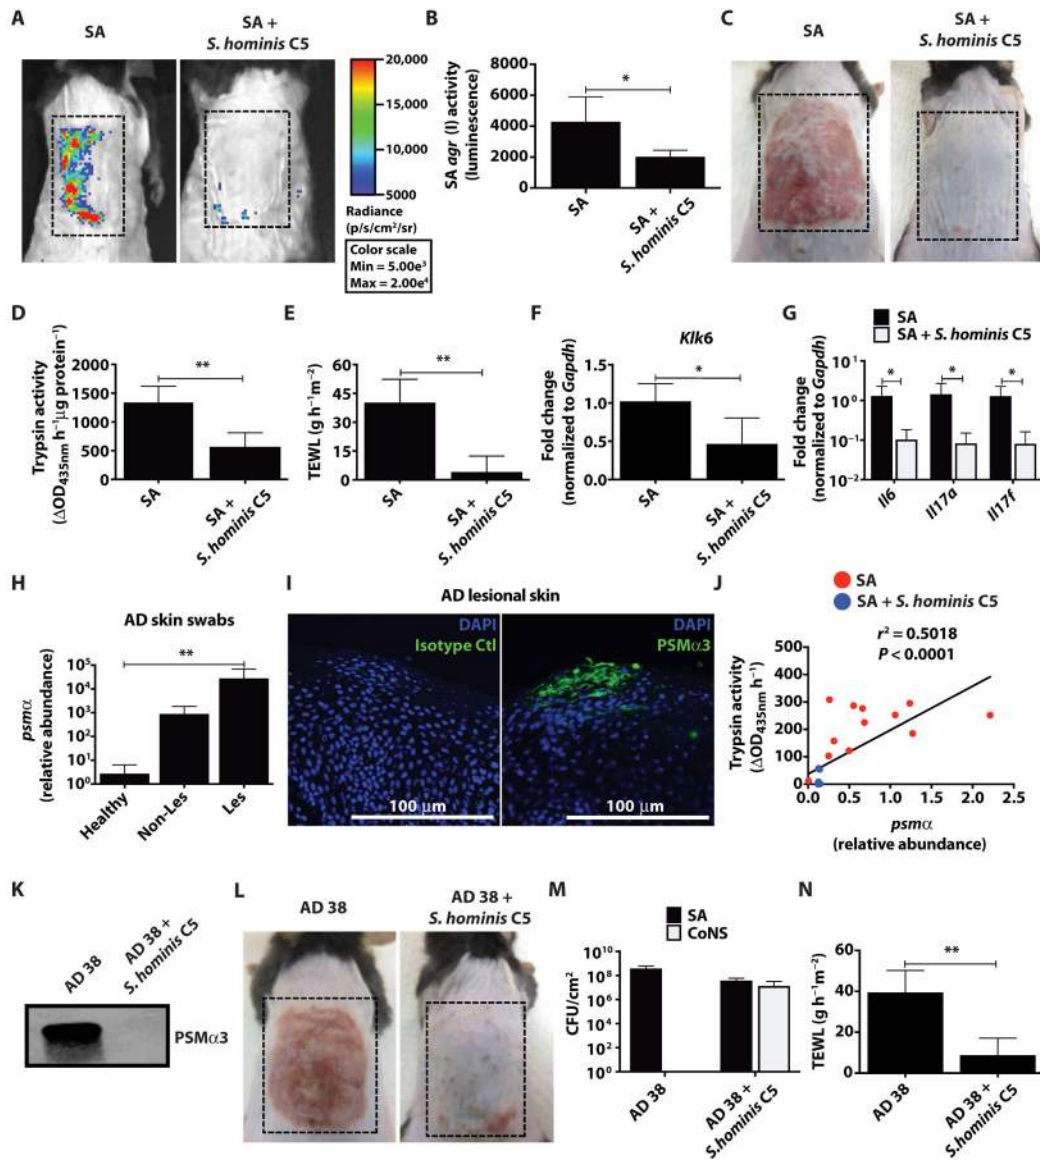 A
SA
SA +
S. hominis C5
20,000
15,000
10,000
5000
Radiance
(p/s/cm²/sr)
Color scale
Min = 5.00e³
Max = 2.00e⁴
B
SA agr (I) activity
(luminescence)
8000
6000
4000
2000
0
*
SA
SA +
S. hominis C5
C
SA
SA +
S. hominis C5
D
Trypsin activity
(ΔOD435nm h⁻¹μg protein⁻¹)
1500
1000
500
0
**
SA
SA +
S. hominis C5
E
TEWL (g h⁻¹m⁻²)
60
45
30
15
0
**
SA
SA +
S. hominis C5
F
Klk6
Fold change
(normalized to Gapdh)
1.5
1.0
0.5
0.0
*
SA
SA +
S. hominis C5
G
SA
SA + S. hominis C5
Fold change
(normalized to Gapdh)
10¹
10⁰
10⁻¹
10⁻²
*
*
*
Il6
Il17a
Il17f
H
AD skin swabs
psmα
(relative abundance)
10⁵
10⁴
10³
10²
10¹
10⁰
**
Healthy
Non-Les
Les
I
AD lesional skin
DAPI
Isotype Ctl
100 μm
DAPI
PSMα3
100 μm
J
SA
SA + S. hominis C5
r² = 0.5018
P < 0.0001
Trypsin activity
(ΔOD435nm h⁻¹)
500
400
300
200
100
0
0.0
0.5
1.0
1.5
2.0
2.5
psmα
(relative abundance)
K
AD 38
AD 38 +
S. hominis C5
PSMα3
L
AD 38
AD 38 +
S. hominis C5
M
SA
CoNS
CFU/cm²
10¹⁰
10⁸
10⁶
10⁴
10²
10⁰
AD 38
AD 38 +
S. hominis C5
N
TEWL (g h⁻¹m⁻²)
60
40
20
0
**
AD 38
AD 38 +
S. hominis C5